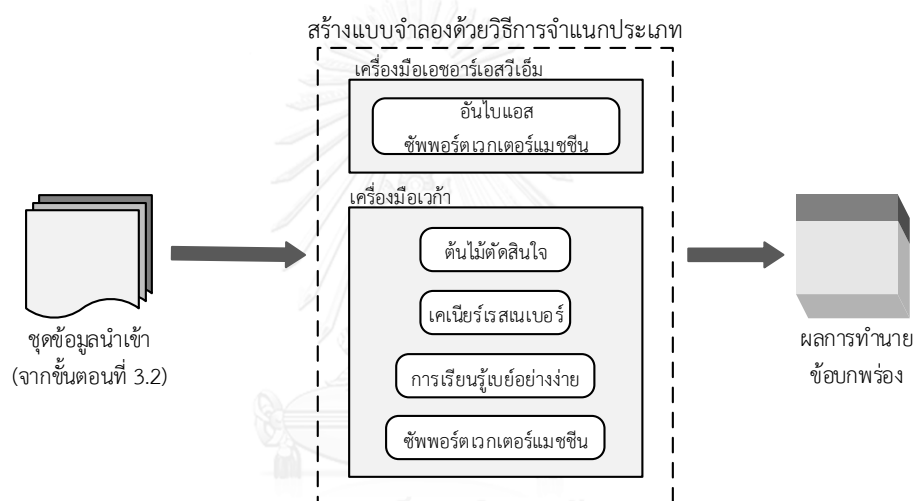 สร้างแบบจำลองด้วยวิธีการจำแนกประเภท
เครื่องมือเอชอาร์เอสวีเอ็ม
อันไบแอส
ซัพพอร์ตเวกเตอร์แมชชีน
เครื่องมือเวก้า
ต้นไม้ตัดสินใจ
เคเนียร์เรสเนเบอร์
การเรียนรู้เบย์อย่างง่าย
ซัพพอร์ตเวกเตอร์แมชชีน
ชุดข้อมูลนำเข้า
(จากขั้นตอนที่ 3.2)
ผลการทำนาย
ข้อบกพร่อง